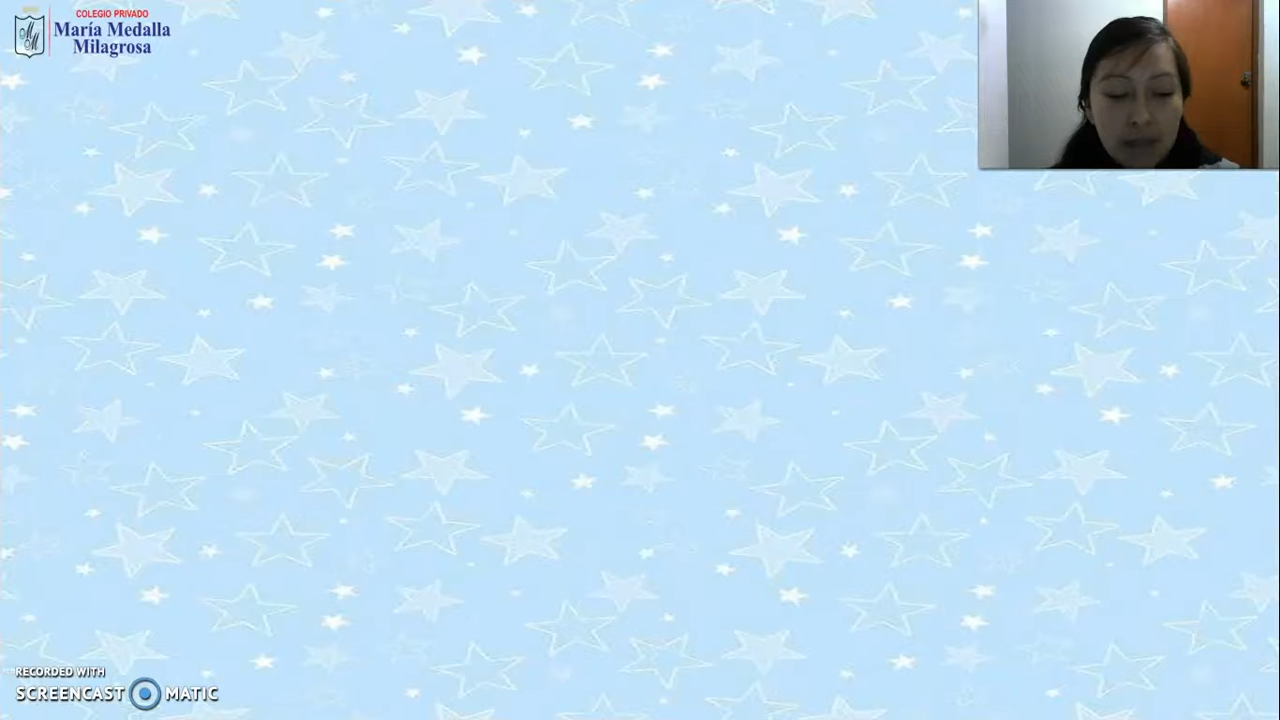 COLEGIO PRIVADO
María Medalla
Milagrosa
RECORDED WITH
SCREENCAST MATIC